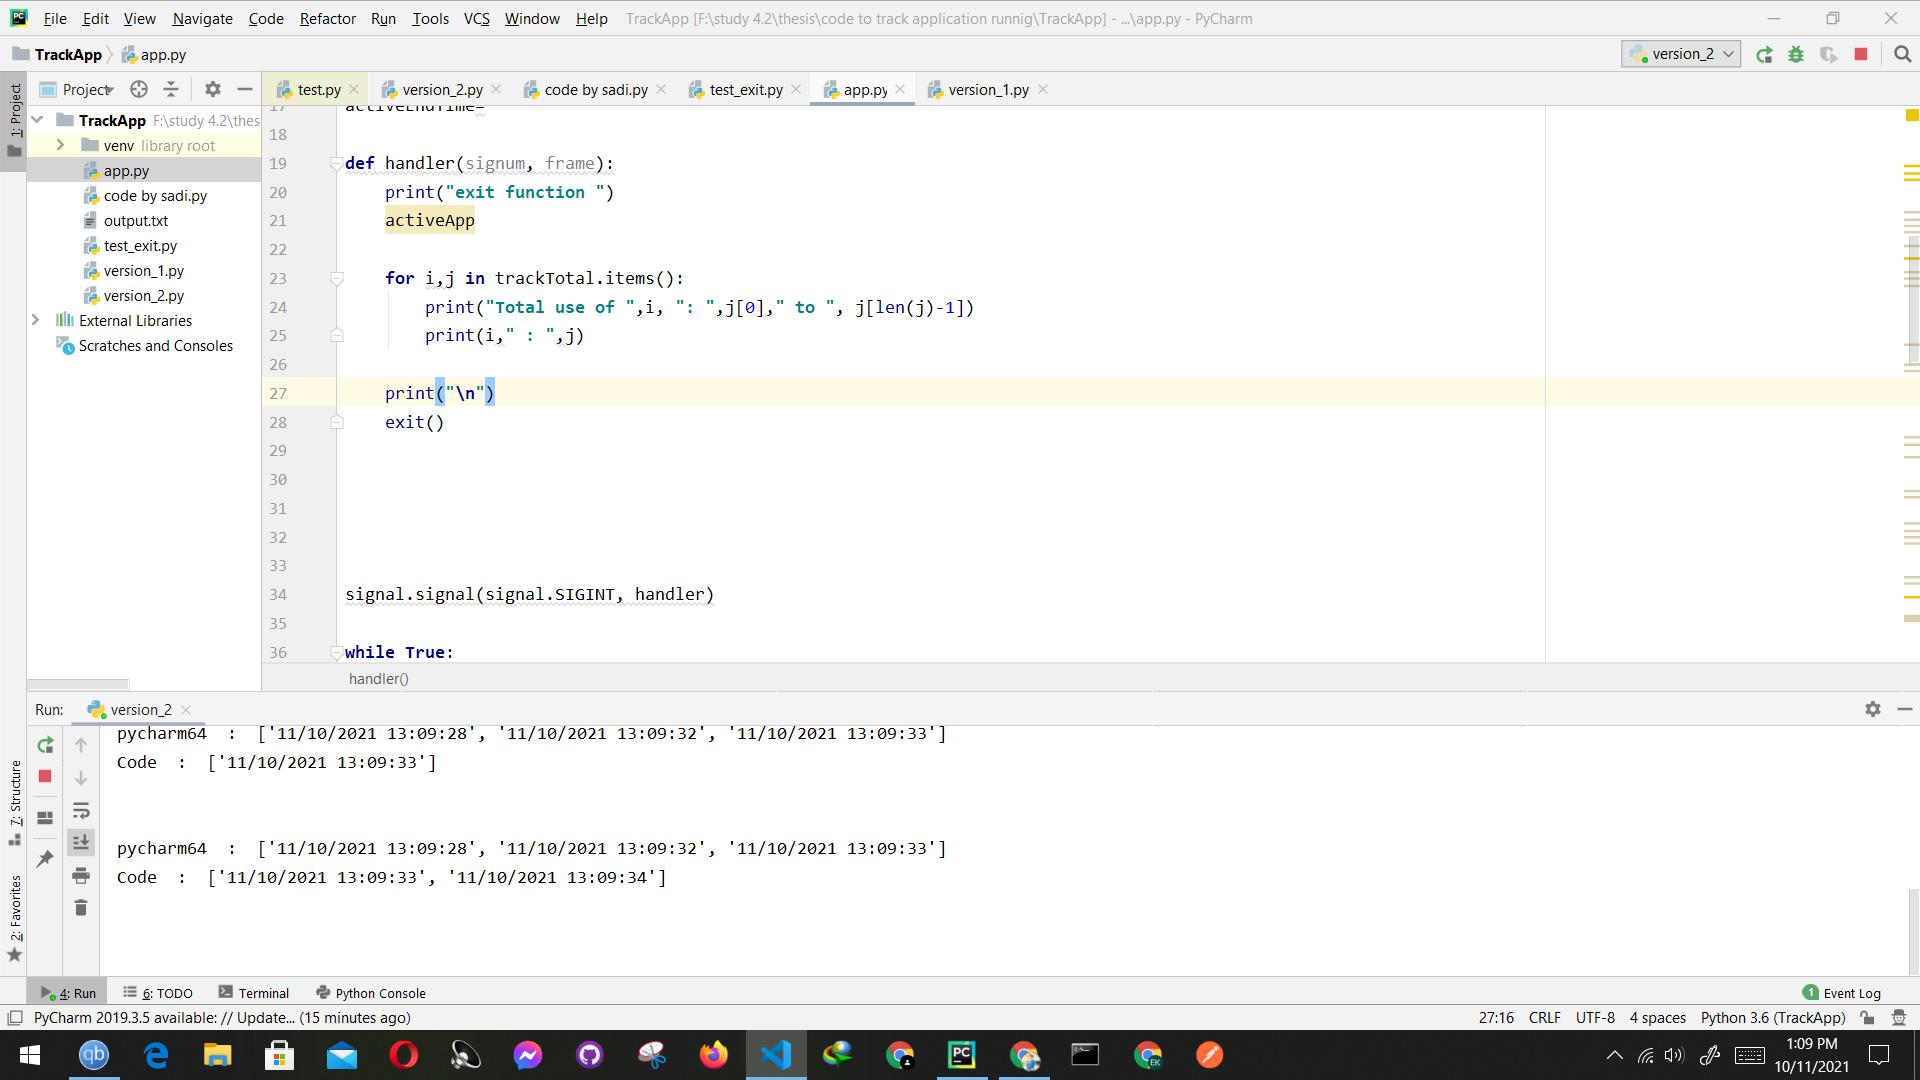 File Edit View Navigate Code Refactor Run Tools VCS Window Help TrackApp [F:\study 4.2\thesis\code to track application runnig\TrackApp] - ...\app.py - PyCharm
TrackApp app.py version_2
1: Project
Project
test.py version_2.py code by sadi.py test_exit.py app.py version_1.py
TrackApp F:\study 4.2\thes
venv library root
app.py
code by sadi.py
output.txt
test_exit.py
version_1.py
version_2.py
External Libraries
Scratches and Consoles
17 activeEndTime=
18
19 def handler(signum, frame):
20 print("exit function ")
21 activeApp
22
23 for i,j in trackTotal.items():
24 print("Total use of ",i, ": ",j[0]," to ", j[len(j)-1])
25 print(i," : ",j)
26
27 print("\n")
28 exit()
29
30
31
32
33
34 signal.signal(signal.SIGINT, handler)
35
36 while True:
handler()
Run: version_2
pycharm64 : ['11/10/2021 13:09:28', '11/10/2021 13:09:32', '11/10/2021 13:09:33']
Code : ['11/10/2021 13:09:33']
pycharm64 : ['11/10/2021 13:09:28', '11/10/2021 13:09:32', '11/10/2021 13:09:33']
Code : ['11/10/2021 13:09:33', '11/10/2021 13:09:34']
7: Structure
2: Favorites
4: Run 6: TODO Terminal Python Console 1 Event Log
PyCharm 2019.3.5 available: // Update... (15 minutes ago) 27:16 CRLF UTF-8 4 spaces Python 3.6 (TrackApp)
qb PC EK
1:09 PM
10/11/2021